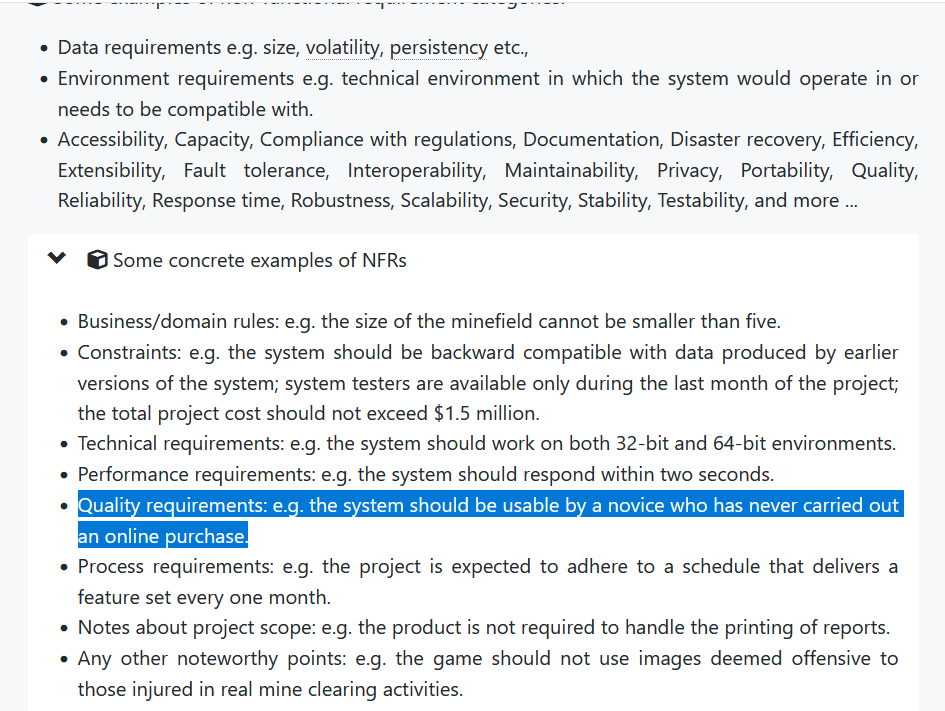 Some examples of non-functional requirement categories:
Data requirements e.g. size, volatility, persistency etc.,
Environment requirements e.g. technical environment in which the system would operate in or
needs to be compatible with.
Accessibility, Capacity, Compliance with regulations, Documentation, Disaster recovery, Efficiency,
Extensibility, Fault tolerance, Interoperability, Maintainability, Privacy, Portability, Quality,
Reliability, Response time, Robustness, Scalability, Security, Stability, Testability, and more ...
Some concrete examples of NFRs
Business/domain rules: e.g. the size of the minefield cannot be smaller than five.
Constraints: e.g. the system should be backward compatible with data produced by earlier
versions of the system; system testers are available only during the last month of the project;
the total project cost should not exceed $1.5 million.
Technical requirements: e.g. the system should work on both 32-bit and 64-bit environments.
Performance requirements: e.g. the system should respond within two seconds.
Quality requirements: e.g. the system should be usable by a novice who has never carried out
an online purchase.
Process requirements: e.g. the project is expected to adhere to a schedule that delivers a
feature set every one month.
Notes about project scope: e.g. the product is not required to handle the printing of reports.
Any other noteworthy points: e.g. the game should not use images deemed offensive to
those injured in real mine clearing activities.